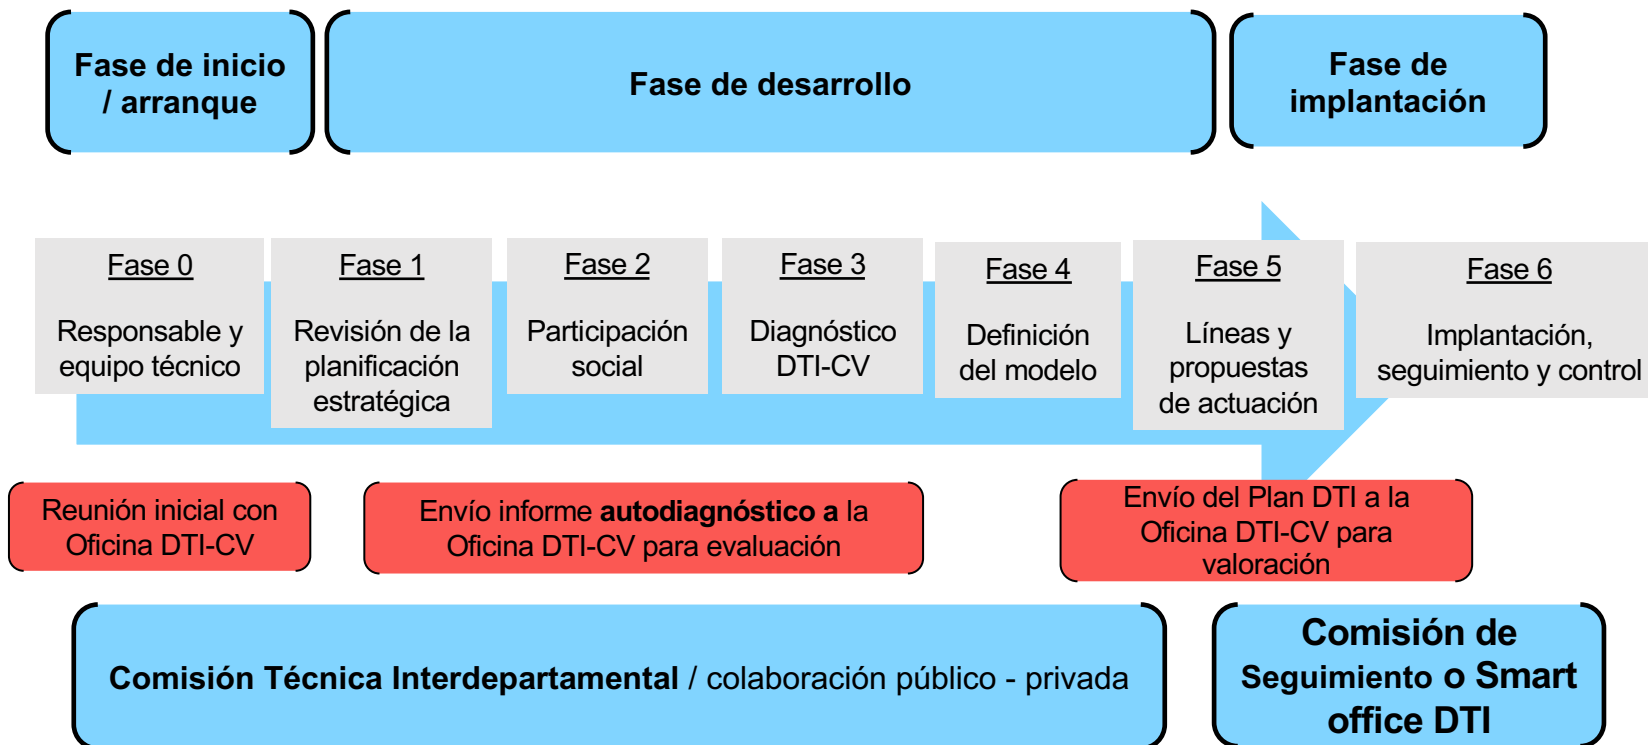 Fase de inicio
/ arranque
Fase de desarrollo
Fase de
implantación
Fase 0
Responsable y
equipo técnico
Fase 1
Revisión de la
planificación
estratégica
Fase 2
Participación
social
Fase 3
Diagnóstico
DTI-CV
Fase 4
Definición
del modelo
Fase 5
Líneas y
propuestas
de actuación
Fase 6
Implantación,
seguimiento y control
Reunión inicial con
Oficina DTI-CV
Envío informe autodiagnóstico a la
Oficina DTI-CV para evaluación
Envío del Plan DTI a la
Oficina DTI-CV para
valoración
Comisión Técnica Interdepartamental / colaboración público - privada
Comisión de
Seguimiento o Smart
office DTI